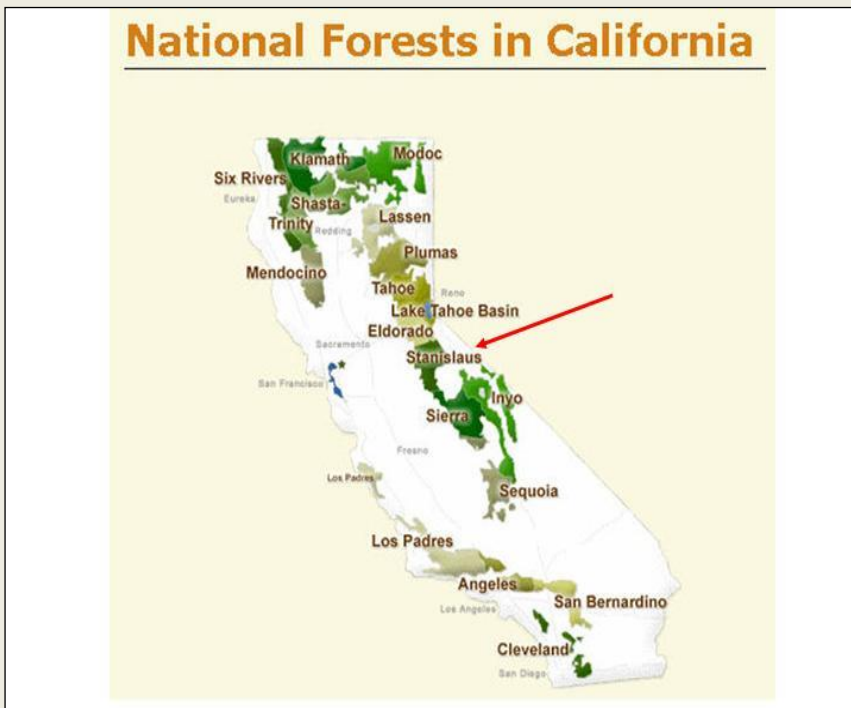 National Forests in California
Klamath
Modoc
Six Rivers
Eureka
Shasta-
Trinity
Redding
Lassen
Plumas
Mendocino
Tahoe
Reno
Lake Tahoe Basin
Eldorado
Sacramento
Stanislaus
San Francisco
Inyo
Sierra
Fresno
Los Padres
Sequoia
Los Padres
Angeles
San Bernardino
Los Angeles
Cleveland
San Diego